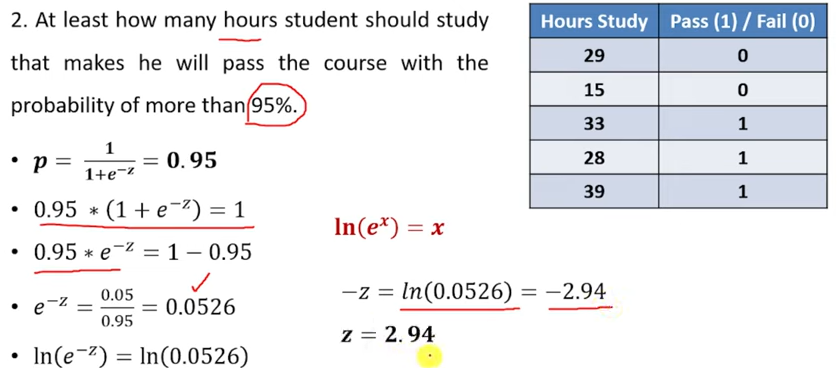 2. At least how many hours student should study
that makes he will pass the course with the
probability of more than 95%.
• p = 1/(1+e^{-z}) = 0.95
• 0.95 * (1 + e^{-z}) = 1
• 0.95 * e^{-z} = 1 − 0.95
• e^{-z} = 0.05/0.95 = 0.0526
• ln(e^{-z}) = ln(0.0526)
ln(e^x) = x
−z = ln(0.0526) = −2.94
z = 2.94
Hours Study Pass (1) / Fail (0)
29 0
15 0
33 1
28 1
39 1